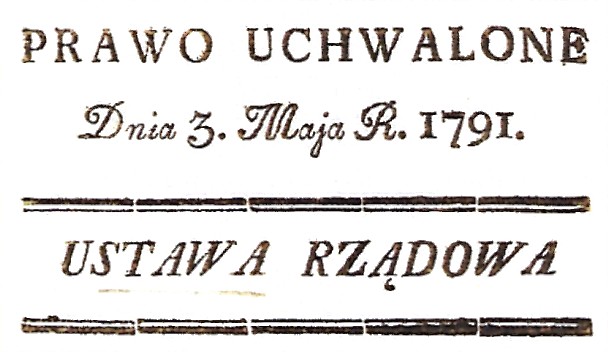 PRAWO UCHWALONE
Dnia 3. Maja R. 1791.
USTAWA RZĄDOWA